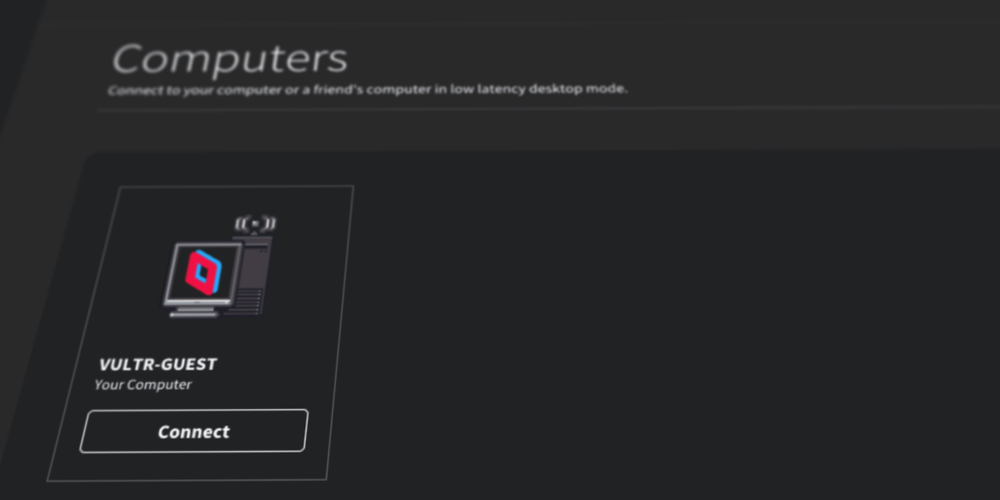 Computers
Connect to your computer or a friend's computer in low latency desktop mode.
VULTR-GUEST
Your Computer
Connect